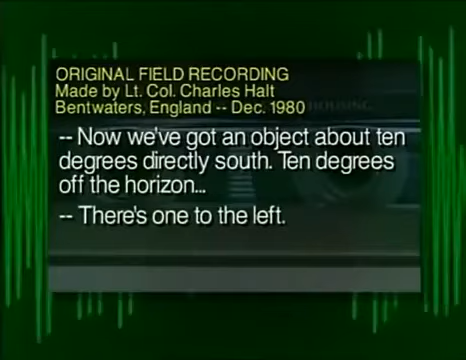 ORIGINAL FIELD RECORDING
Made by Lt. Col. Charles Halt
Bentwaters, England -- Dec. 1980
-- Now we've got an object about ten
degrees directly south. Ten degrees
off the horizon...
-- There's one to the left.